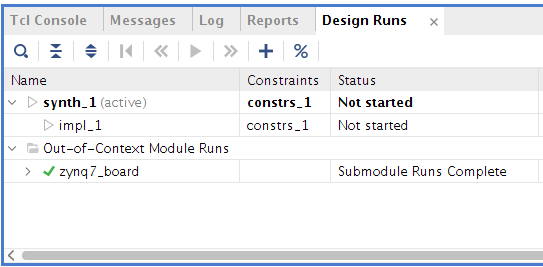 Tcl Console Messages Log Reports Design Runs ×
Name Constraints Status
synth_1 (active) constrs_1 Not started
impl_1 constrs_1 Not started
Out-of-Context Module Runs
zynq7_board Submodule Runs Complete